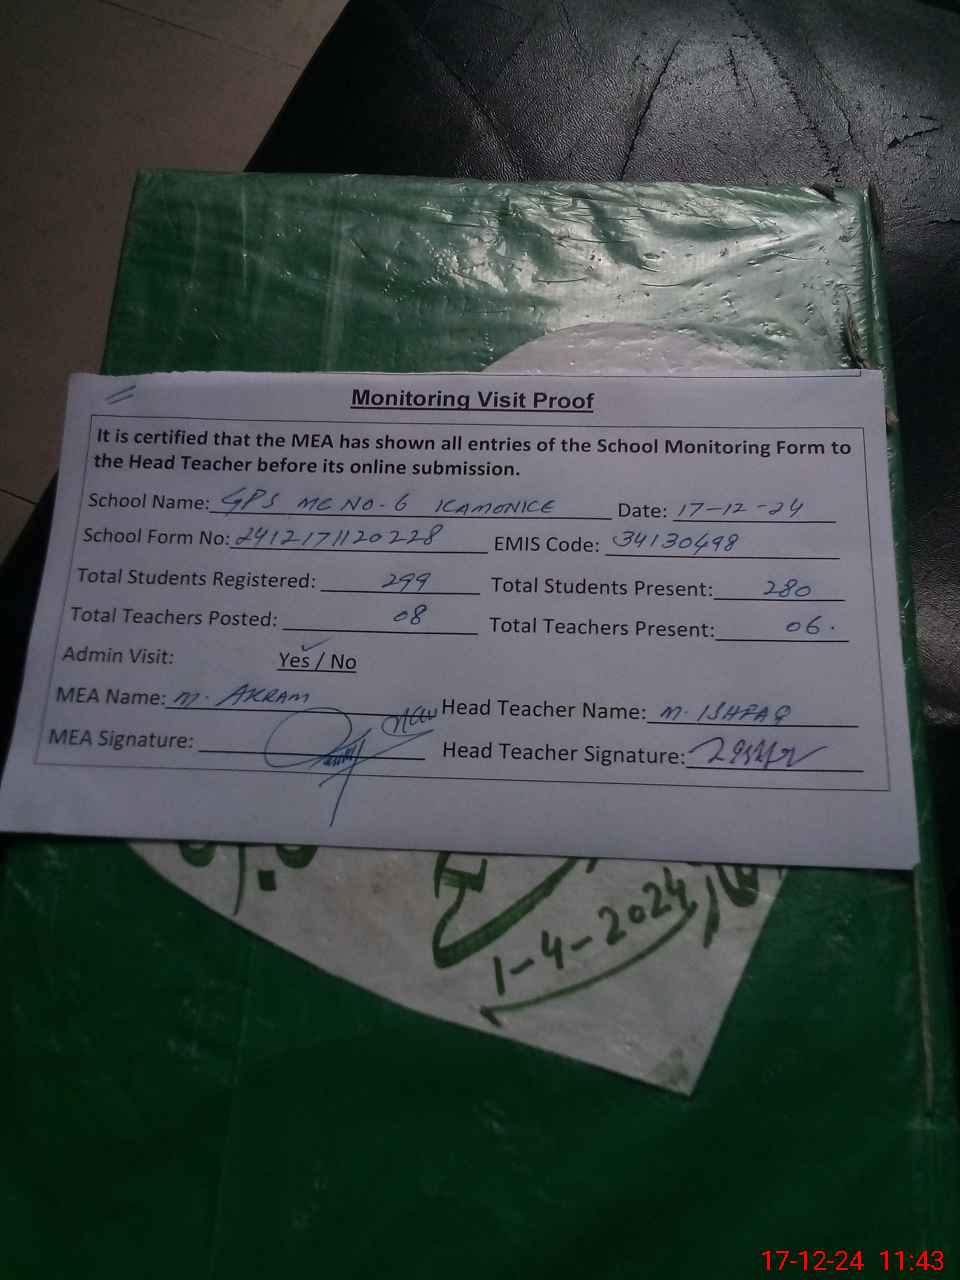 Monitoring Visit Proof
It is certified that the MEA has shown all entries of the School Monitoring Form to
the Head Teacher before its online submission.
School Name: GPS MC NO-6 KAMONKE Date: 17-12-24
School Form No: 2412171120228 EMIS Code: 34130498
Total Students Registered: 299 Total Students Present: 280
Total Teachers Posted: 08 Total Teachers Present: 06.
Admin Visit: Yes / No
MEA Name: M. AKRAM Head Teacher Name: M. ISHFAQ
MEA Signature: Head Teacher Signature:
1-4-2024
17-12-24 11:43